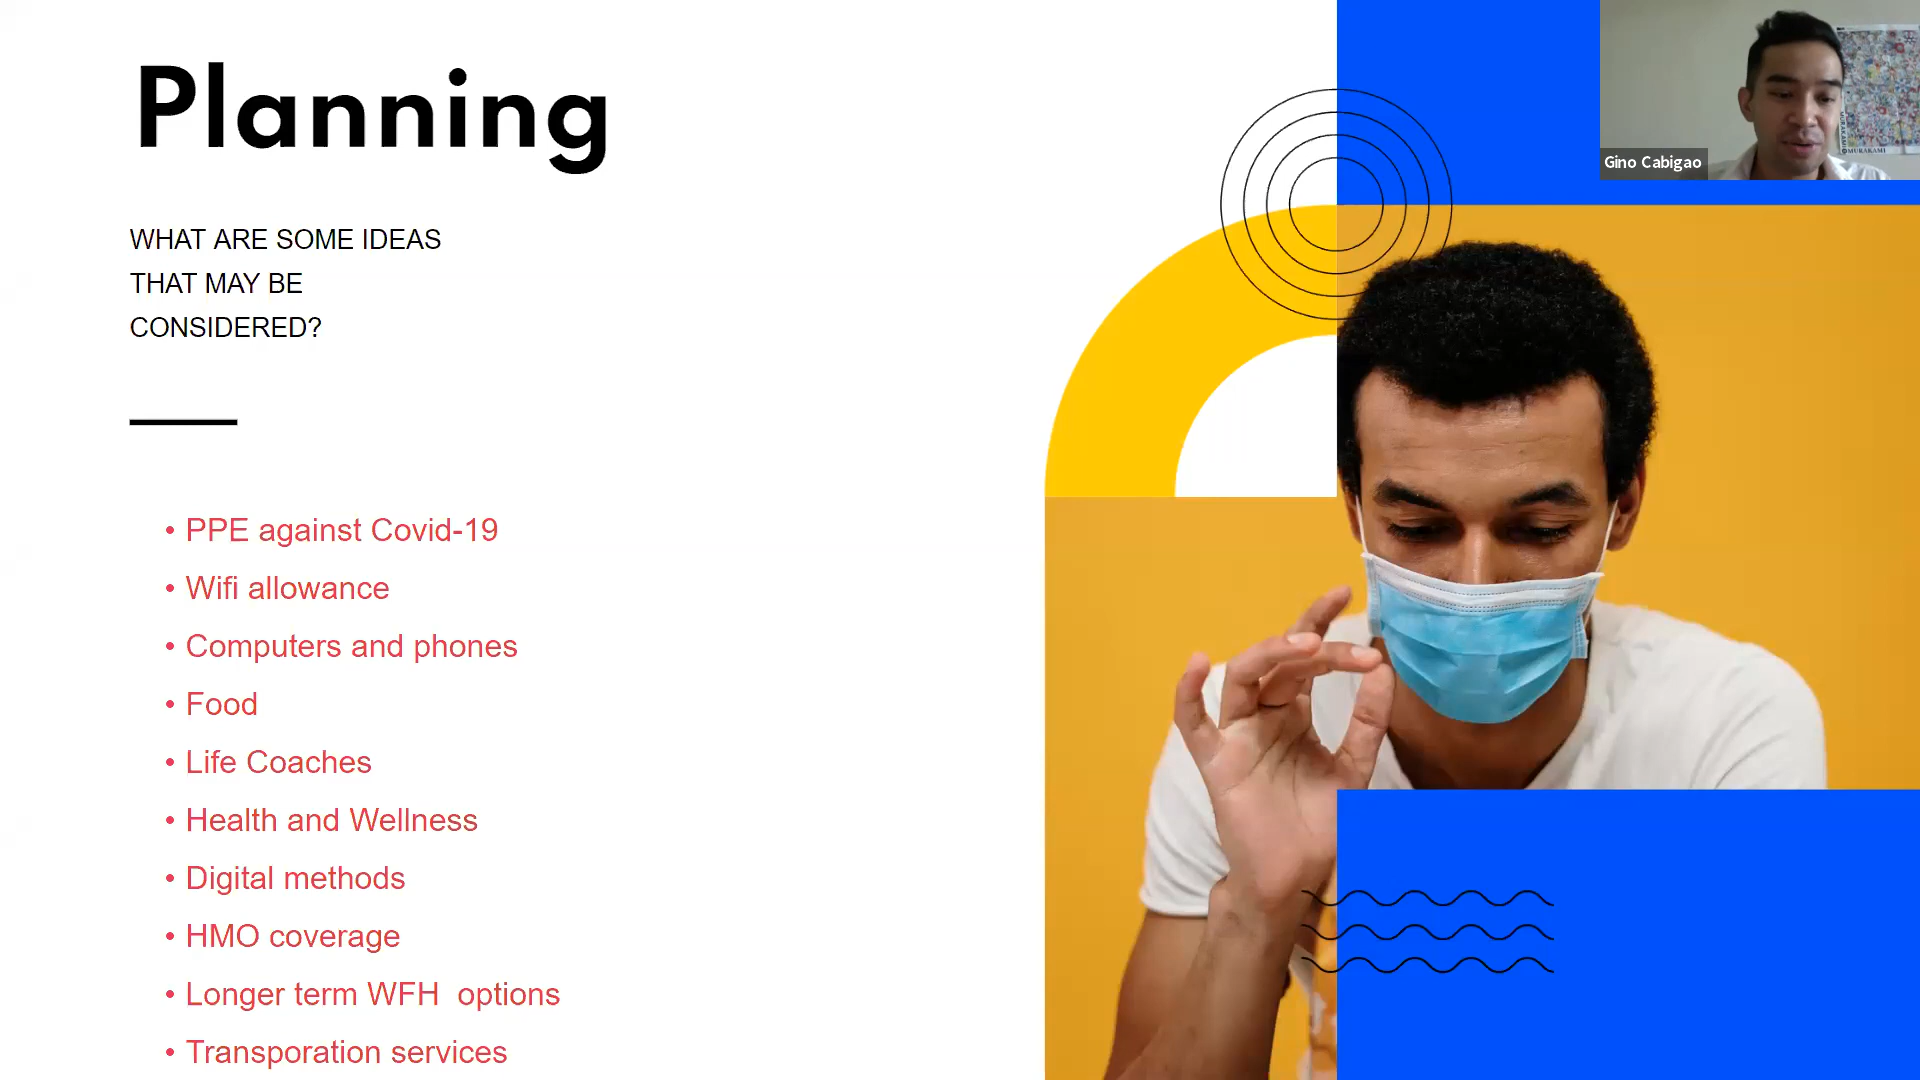 Planning
WHAT ARE SOME IDEAS
THAT MAY BE
CONSIDERED?
• PPE against Covid-19
• Wifi allowance
• Computers and phones
• Food
• Life Coaches
• Health and Wellness
• Digital methods
• HMO coverage
• Longer term WFH  options
• Transporation services
Gino Cabigao
MURAKAMI